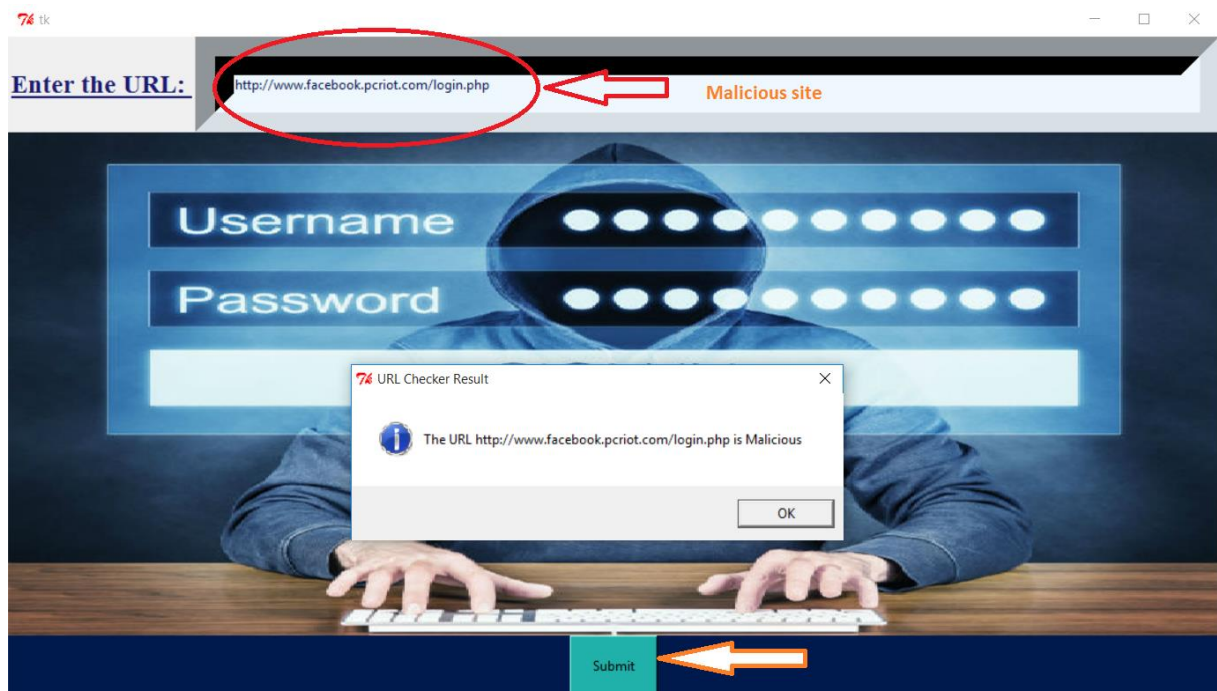 tk
Enter the URL:
http://www.facebook.pcriot.com/login.php
Malicious site
Username
Password
URL Checker Result
The URL http://www.facebook.pcriot.com/login.php is Malicious
OK
Submit